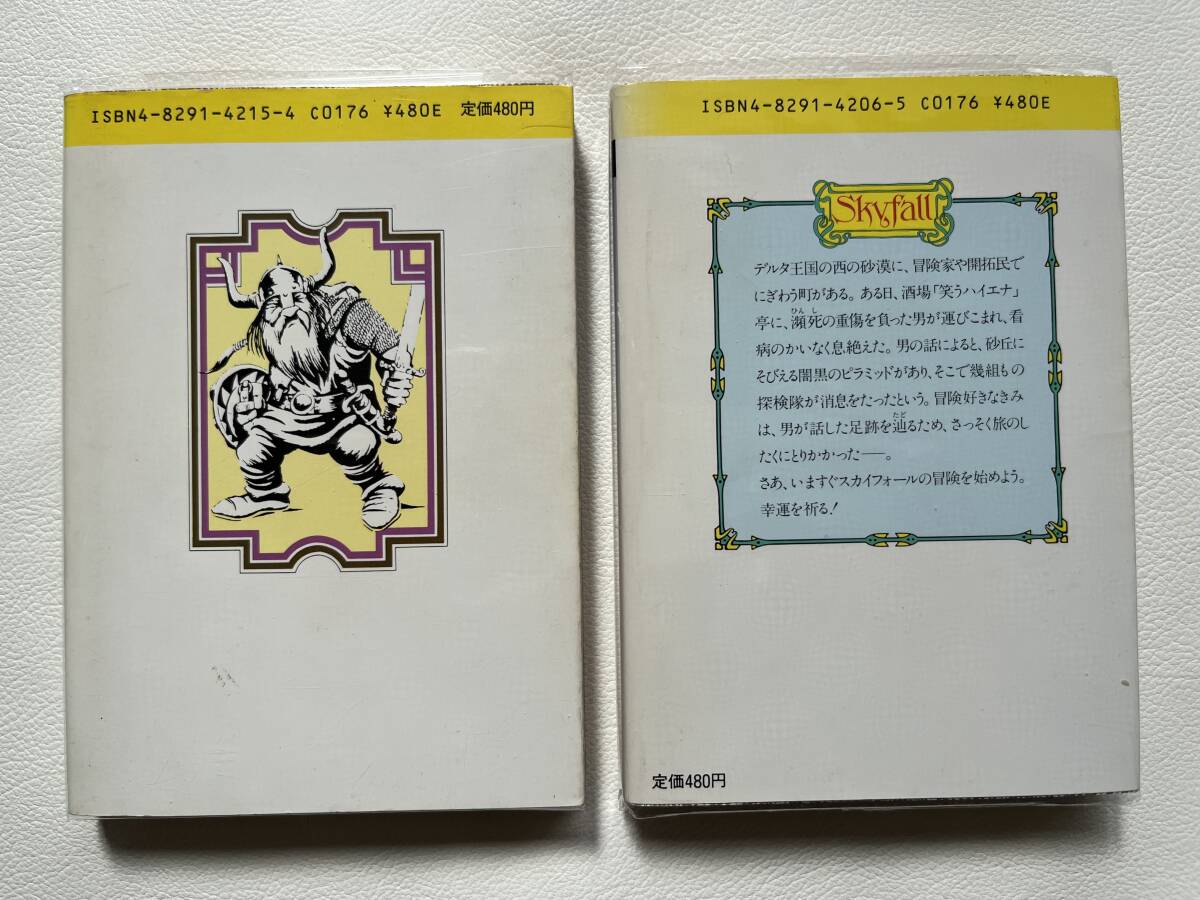 ISBN4-8291-4215-4 C0176 ¥480E 定価480円
ISBN4-8291-4206-5 C0176 ¥480E
Skyfall
デルタ王国の西の砂漠に、冒険家や開拓民で
にぎわう町がある。ある日、酒場「笑うハイエナ」
ひんし
亭に、瀕死の重傷を負った男が運びこまれ、看
病のかいなく息絶えた。男の話によると、砂丘に
そびえる闇黒のピラミッドがあり、そこで幾組もの
探検隊が消息をたったという。冒険好きなきみ
たど
は、男が話した足跡を辿るため、さっそく旅のし
たくにとりかかった──。
さあ、いますぐスカイフォールの冒険を始めよう。
幸運を祈る!
定価480円